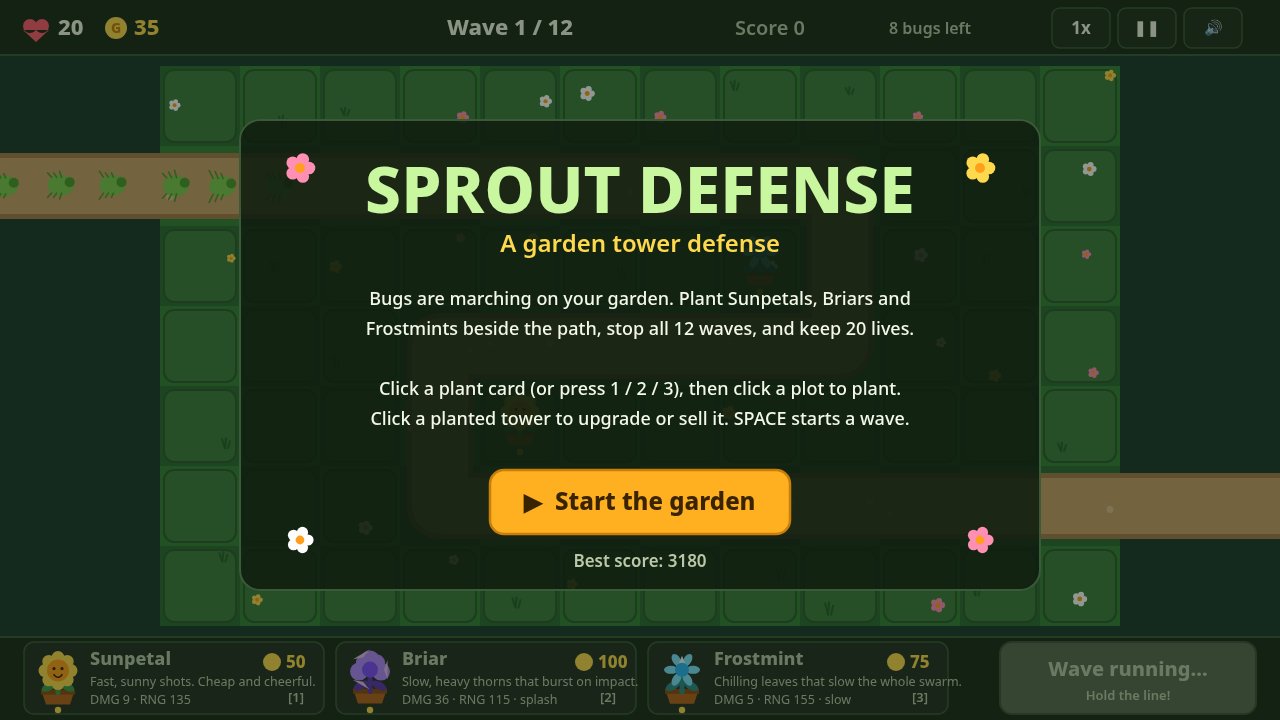 20 G 35 Wave 1 / 12 Score 0 8 bugs left 1x
SPROUT DEFENSE
A garden tower defense
Bugs are marching on your garden. Plant Sunpetals, Briars and
Frostmints beside the path, stop all 12 waves, and keep 20 lives.
Click a plant card (or press 1 / 2 / 3), then click a plot to plant.
Click a planted tower to upgrade or sell it. SPACE starts a wave.
▶ Start the garden
Best score: 3180
Sunpetal 50
Fast, sunny shots. Cheap and cheerful.
DMG 9 · RNG 135 [1]
Briar 100
Slow, heavy thorns that burst on impact.
DMG 36 · RNG 115 · splash [2]
Frostmint 75
Chilling leaves that slow the whole swarm.
DMG 5 · RNG 155 · slow [3]
Wave running...
Hold the line!